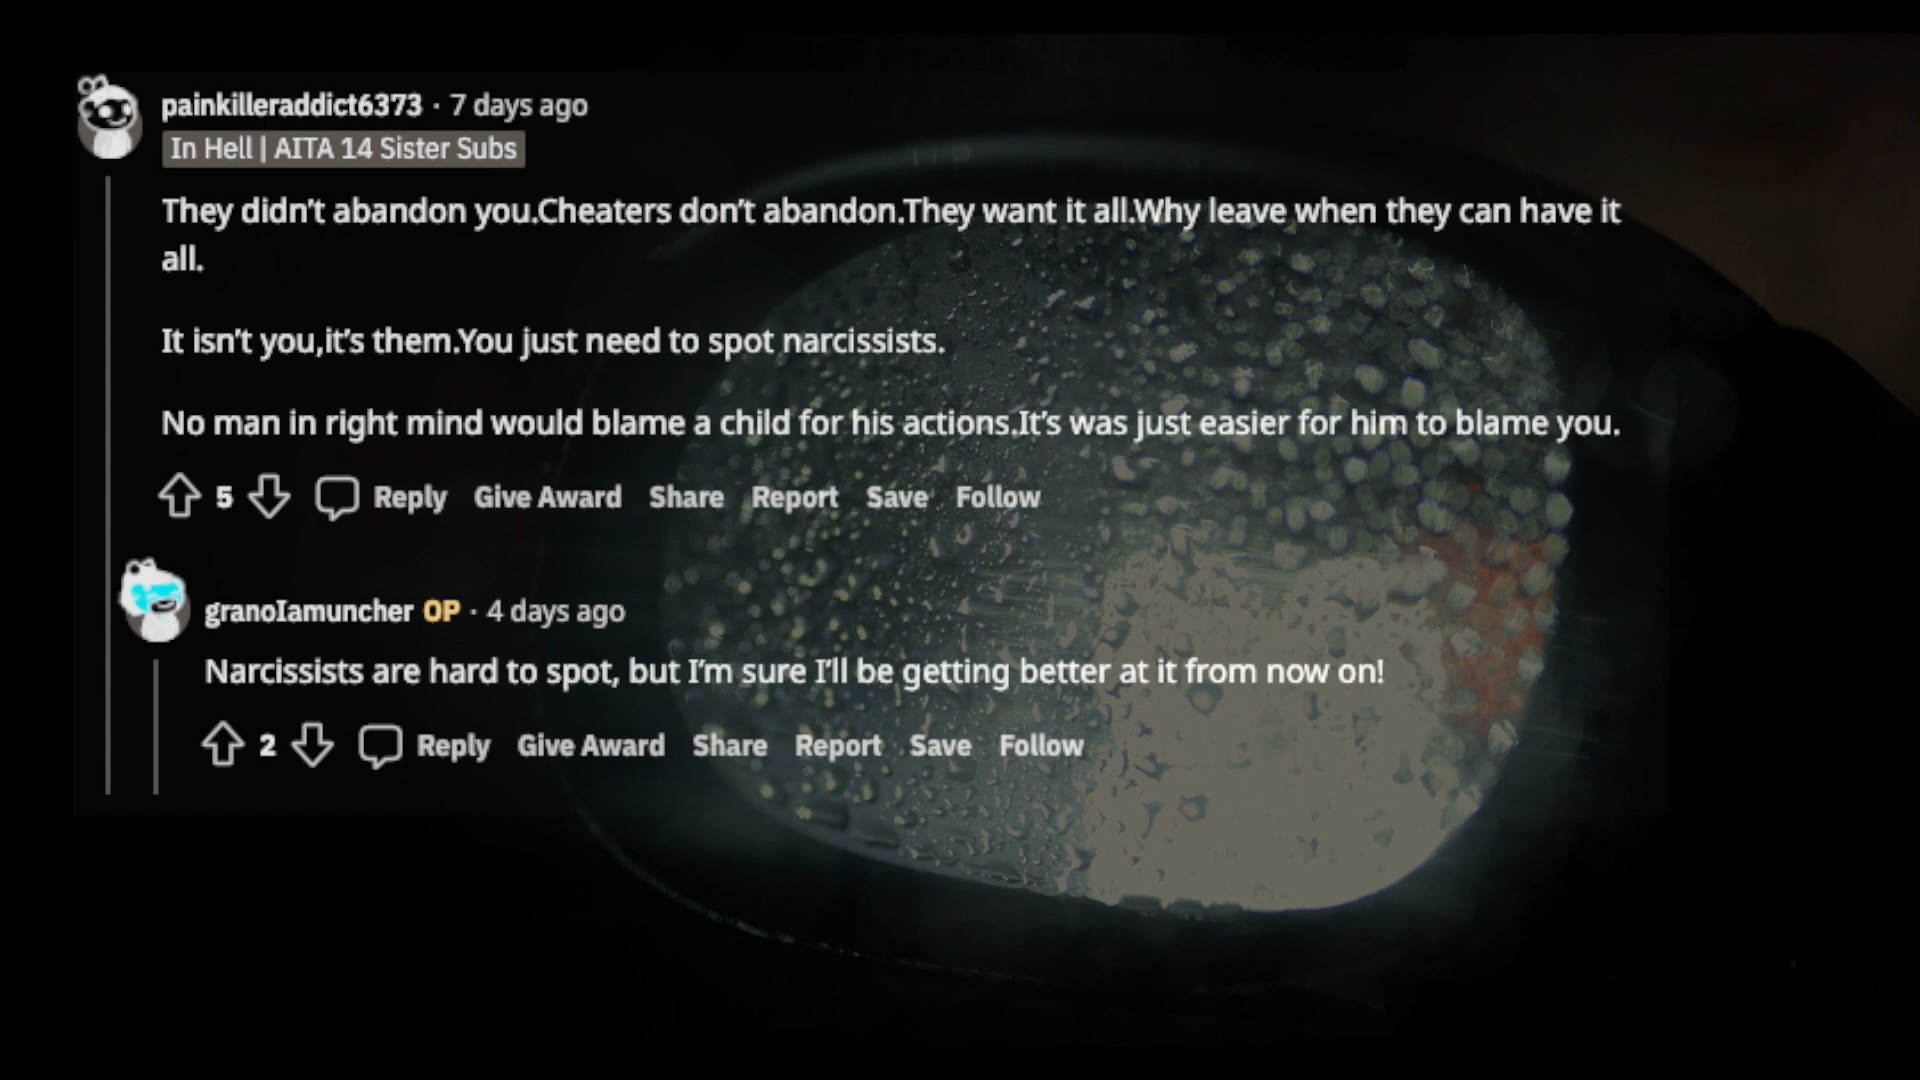 painkilleraddict6373 · 7 days ago
In Hell | AITA 14 Sister Subs
They didn't abandon you.Cheaters don't abandon.They want it all.Why leave when they can have it
all.
It isn't you,it's them.You just need to spot narcissists.
No man in right mind would blame a child for his actions.It's was just easier for him to blame you.
5 Reply Give Award Share Report Save Follow
granoIamuncher OP · 4 days ago
Narcissists are hard to spot, but I'm sure I'll be getting better at it from now on!
2 Reply Give Award Share Report Save Follow